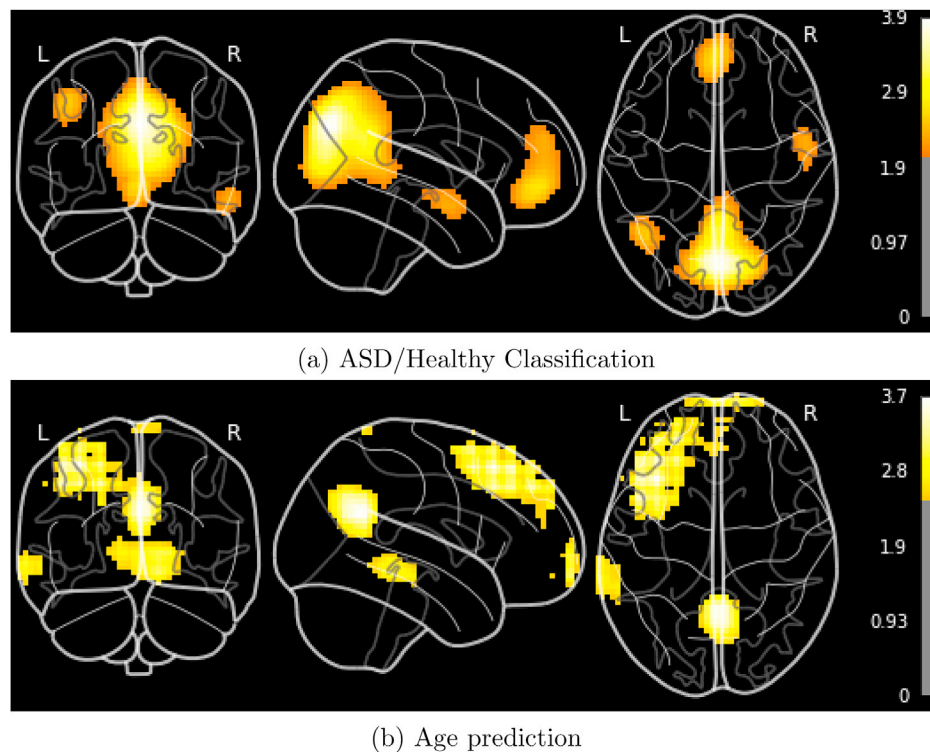 L R L R 3.9
2.9
1.9
0.97
0
(a) ASD/Healthy Classification
L R L R 3.7
2.8
1.9
0.93
0
(b) Age prediction